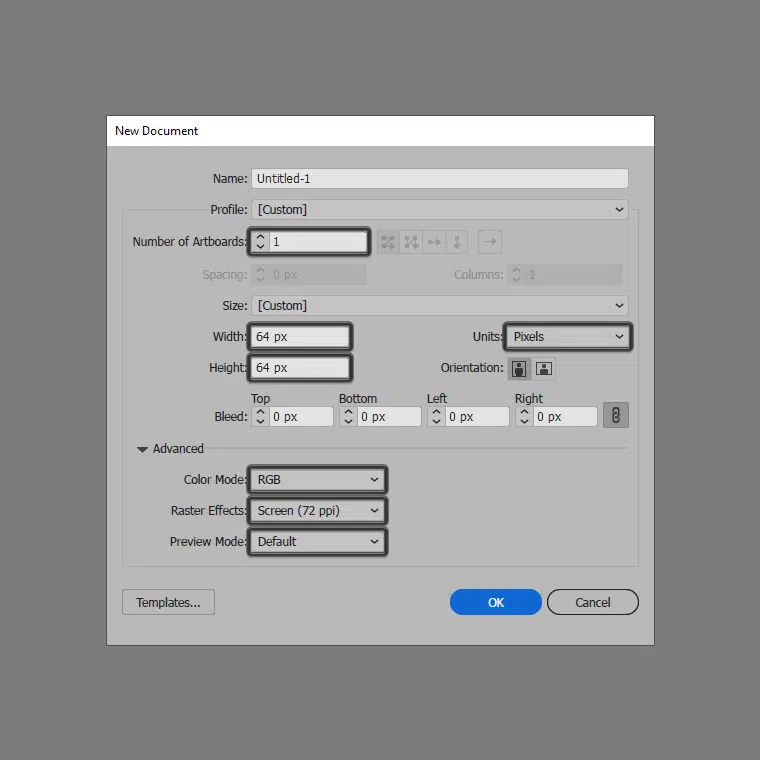 New Document
Name: Untitled-1
Profile: [Custom]
Number of Artboards: 1
Spacing: 0 px Columns: 1
Size: [Custom]
Width: 64 px Units: Pixels
Height: 64 px Orientation:
Top Bottom Left Right
Bleed: 0 px 0 px 0 px 0 px
Advanced
Color Mode: RGB
Raster Effects: Screen (72 ppi)
Preview Mode: Default
Templates... OK Cancel